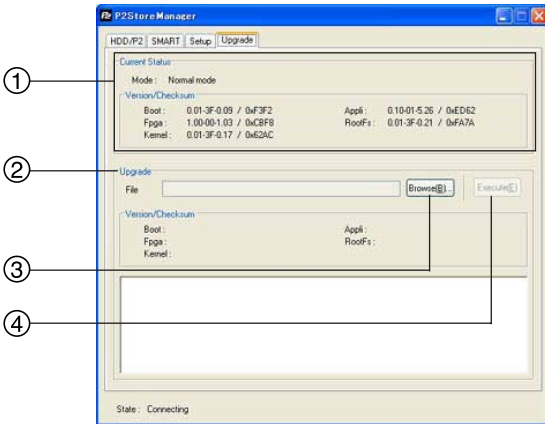 P2StoreManager
HDD/P2 SMART Setup Upgrade
① Current Status
Mode : Normal mode
Version/Checksum
Boot : 0.01-3F-0.09 / 0xF3F2 Appli : 0.10-01-5.26 / 0xED62
Fpga : 1.00-00-1.03 / 0xCBF8 RootFs : 0.01-3F-0.21 / 0xFA7A
Kernel : 0.01-3F-0.17 / 0x62AC
② Upgrade
File Browse(B)... Execute(E)
Version/Checksum
Boot : Appli :
Fpga : RootFs :
Kernel :
③
④
State : Connecting